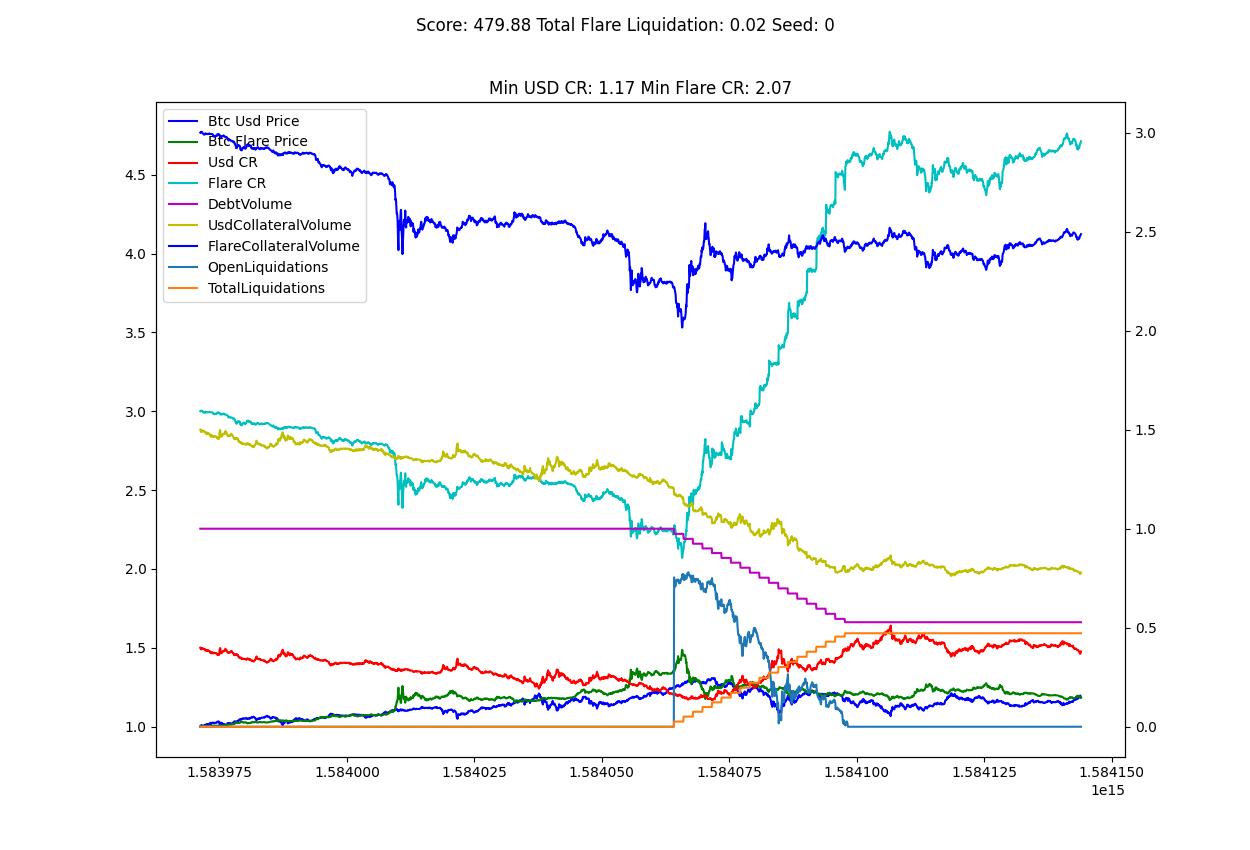 Score: 479.88 Total Flare Liquidation: 0.02 Seed: 0
Min USD CR: 1.17 Min Flare CR: 2.07
Btc Usd Price
Btc Flare Price
Usd CR
Flare CR
DebtVolume
UsdCollateralVolume
FlareCollateralVolume
OpenLiquidations
TotalLiquidations
4.5
4.0
3.5
3.0
2.5
2.0
1.5
1.0
3.0
2.5
2.0
1.5
1.0
0.5
0.0
1.583975
1.584000
1.584025
1.584050
1.584075
1.584100
1.584125
1.584150
1e15